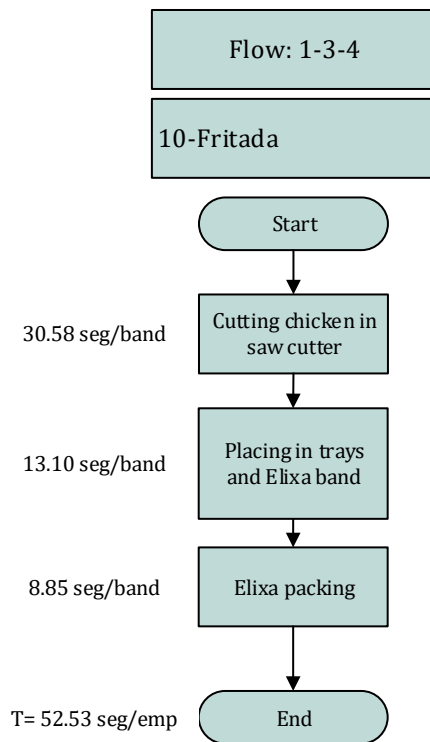 Flow: 1-3-4
10-Fritada
Start
30.58 seg/band
Cutting chicken in
saw cutter
13.10 seg/band
Placing in trays
and Elixa band
8.85 seg/band
Elixa packing
T= 52.53 seg/emp
End